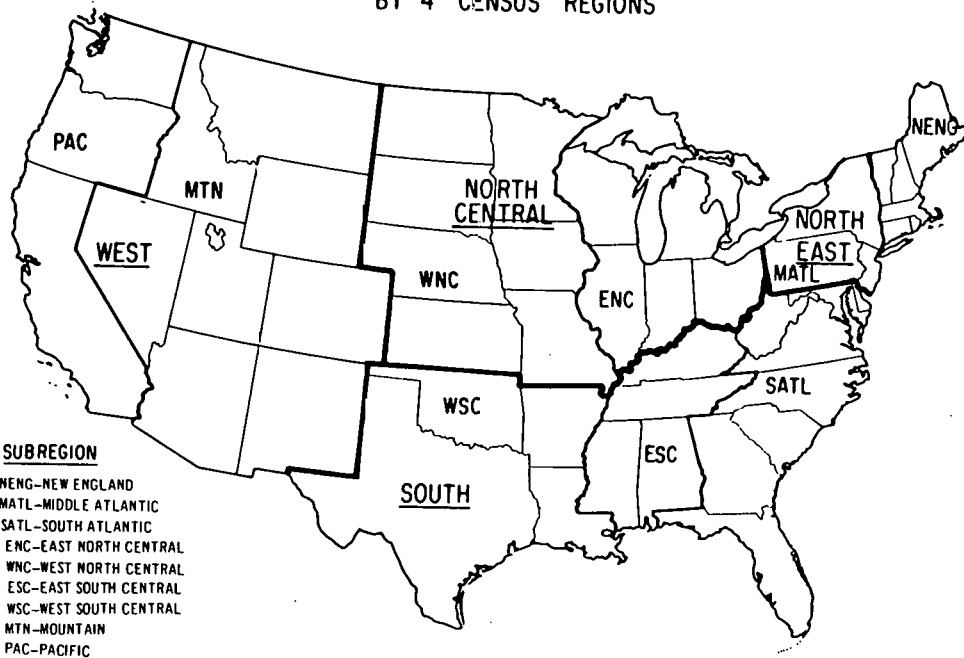 BY 4 CENSUS REGIONS
PAC
MTN
WEST
NORTH
CENTRAL
WNC
ENC
NENG
NORTH
EAST
MATL
SATL
WSC
ESC
SOUTH
SUBREGION
NENG-NEW ENGLAND
MATL-MIDDLE ATLANTIC
SATL-SOUTH ATLANTIC
ENC-EAST NORTH CENTRAL
WNC-WEST NORTH CENTRAL
ESC-EAST SOUTH CENTRAL
WSC-WEST SOUTH CENTRAL
MTN-MOUNTAIN
PAC-PACIFIC